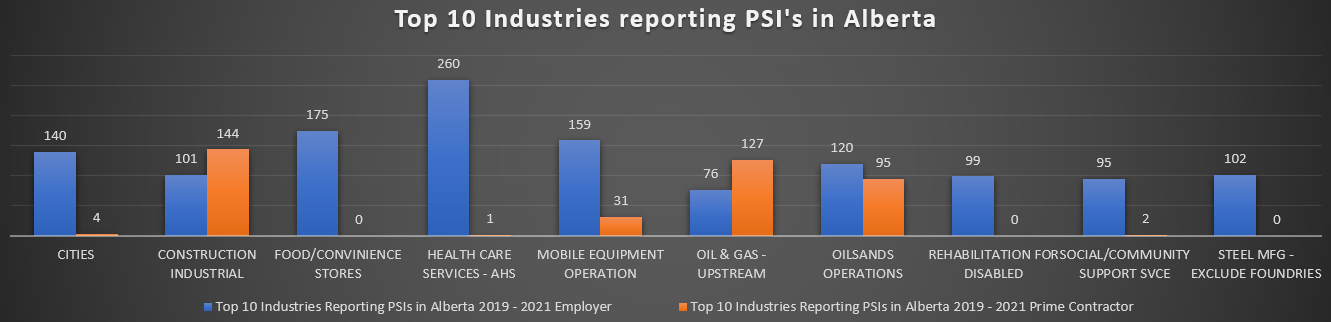 Top 10 Industries reporting PSI's in Alberta
140
4
101
144
175
0
260
1
159
31
76
127
120
95
99
0
95
2
102
0
CITIES
CONSTRUCTION
INDUSTRIAL
FOOD/CONVINIENCE
STORES
HEALTH CARE
SERVICES - AHS
MOBILE EQUIPMENT
OPERATION
OIL & GAS -
UPSTREAM
OILSANDS
OPERATIONS
REHABILITATION FOR
DISABLED
SOCIAL/COMMUNITY
SUPPORT SVCE
STEEL MFG -
EXCLUDE FOUNDRIES
Top 10 Industries Reporting PSIs in Alberta 2019 - 2021 Employer
Top 10 Industries Reporting PSIs in Alberta 2019 - 2021 Prime Contractor